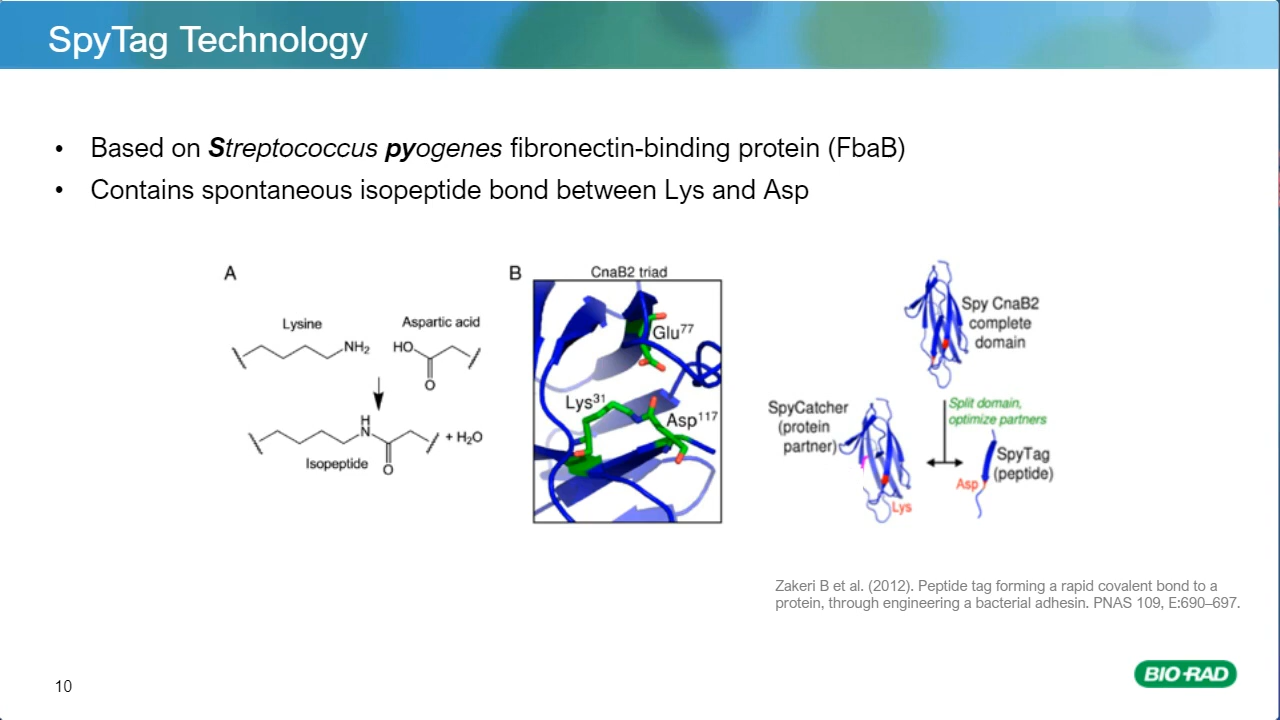 SpyTag Technology
• Based on Streptococcus pyogenes fibronectin-binding protein (FbaB)
• Contains spontaneous isopeptide bond between Lys and Asp
A
Lysine
Aspartic acid
NH₂
HO
O
H
N
O
+ H₂O
Isopeptide
B
CnaB2 triad
Glu⁷⁷
Lys³¹
Asp¹¹⁷
Spy CnaB2
complete
domain
Split domain,
optimize partners
SpyCatcher
(protein
partner)
Lys
SpyTag
(peptide)
Asp
Zakeri B et al. (2012). Peptide tag forming a rapid covalent bond to a
protein, through engineering a bacterial adhesin. PNAS 109, E:690–697.
10
BIO-RAD